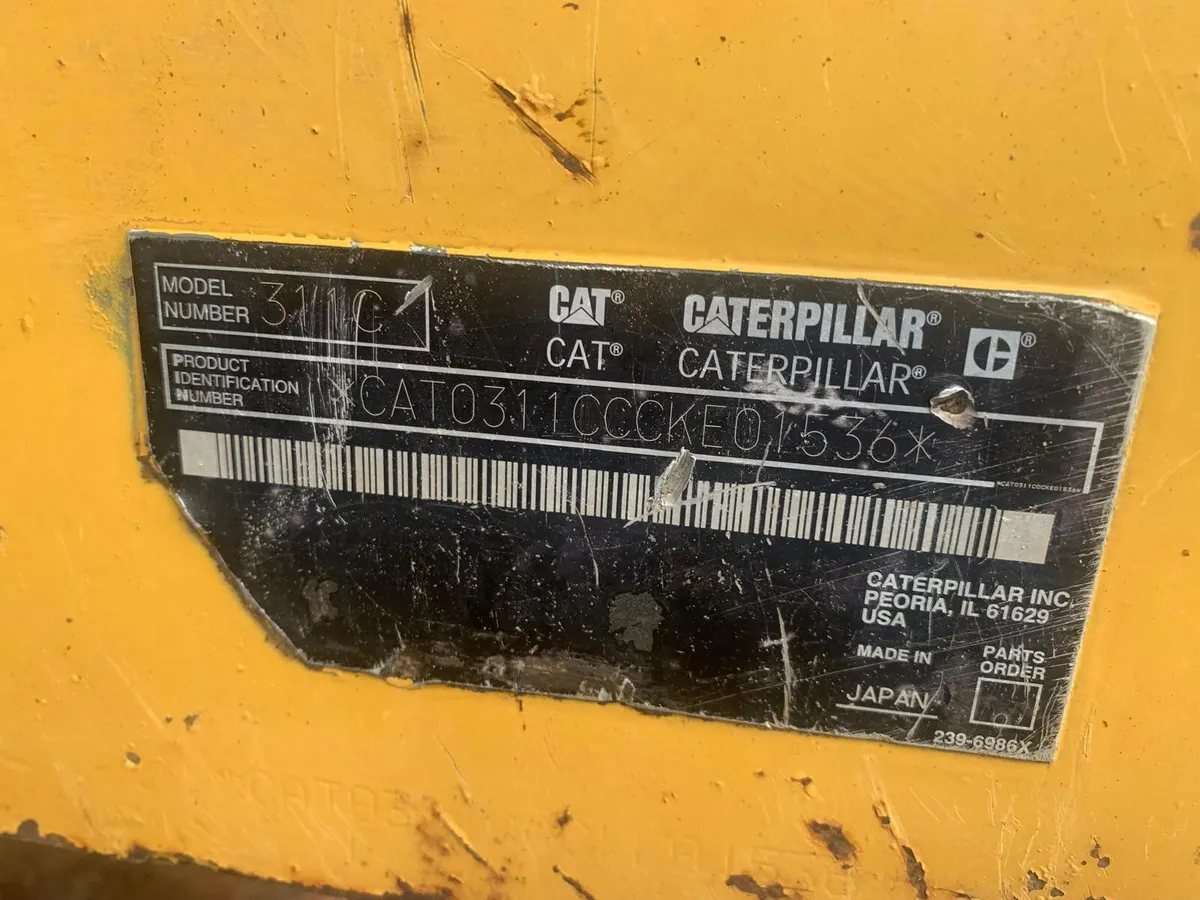 MODEL
NUMBER
311C
CAT®
CAT®
CATERPILLAR®
CATERPILLAR®
C®
PRODUCT
IDENTIFICATION
NUMBER
*CAT0311CCCKE01536*
CATERPILLAR INC.
PEORIA, IL 61629
USA
MADE IN
JAPAN
PARTS
ORDER
239-6986X
CAT03